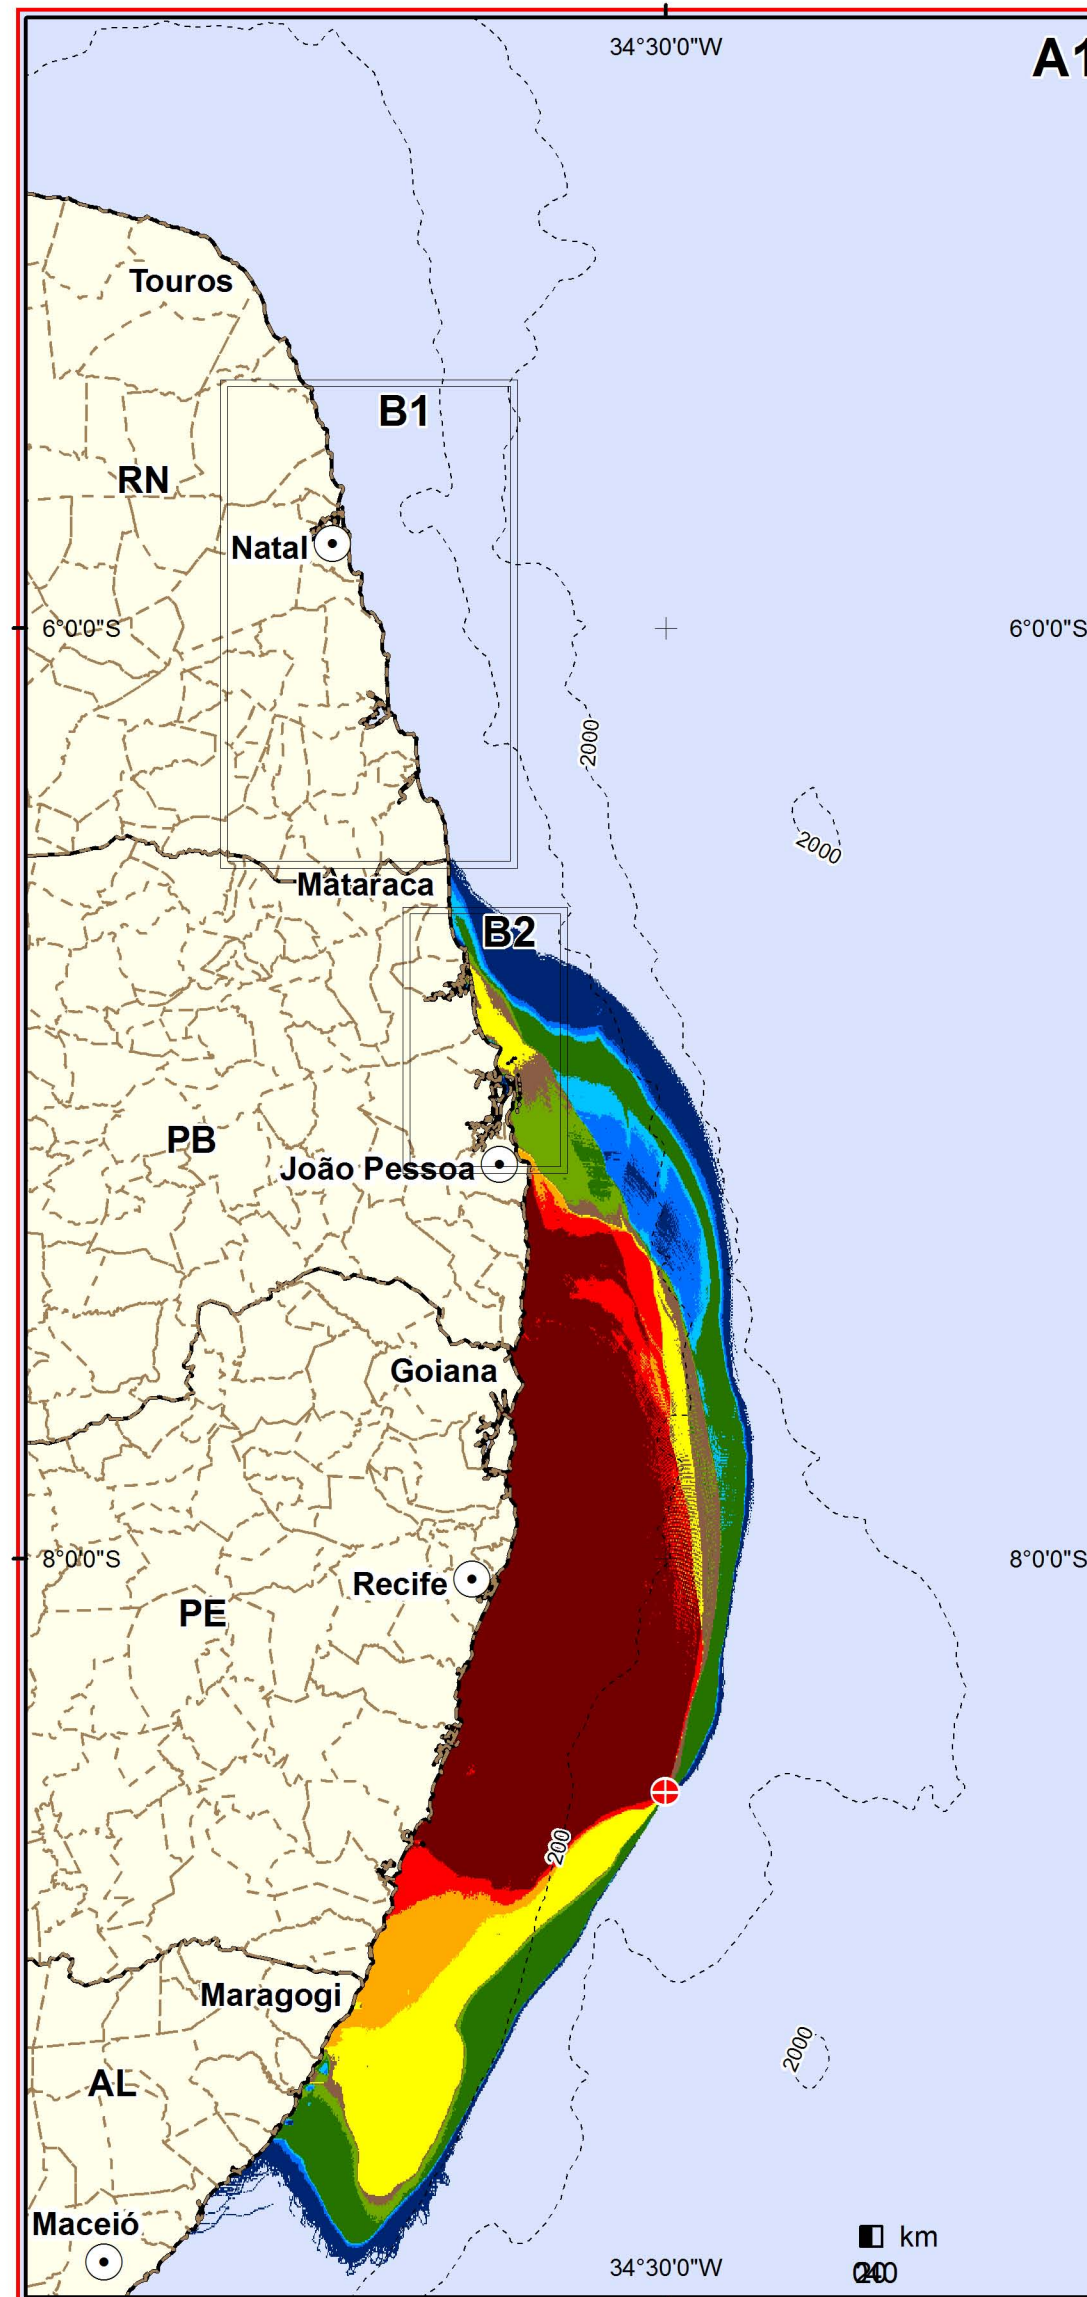 34°30'0"W
A1
Touros
B1
RN
Natal
6°0'0"S
6°0'0"S
2000
2000
Mataraca
B2
PB
João Pessoa
Goiana
8°0'0"S
8°0'0"S
Recife
PE
200
Maragogi
2000
AL
Maceió
km
34°30'0"W